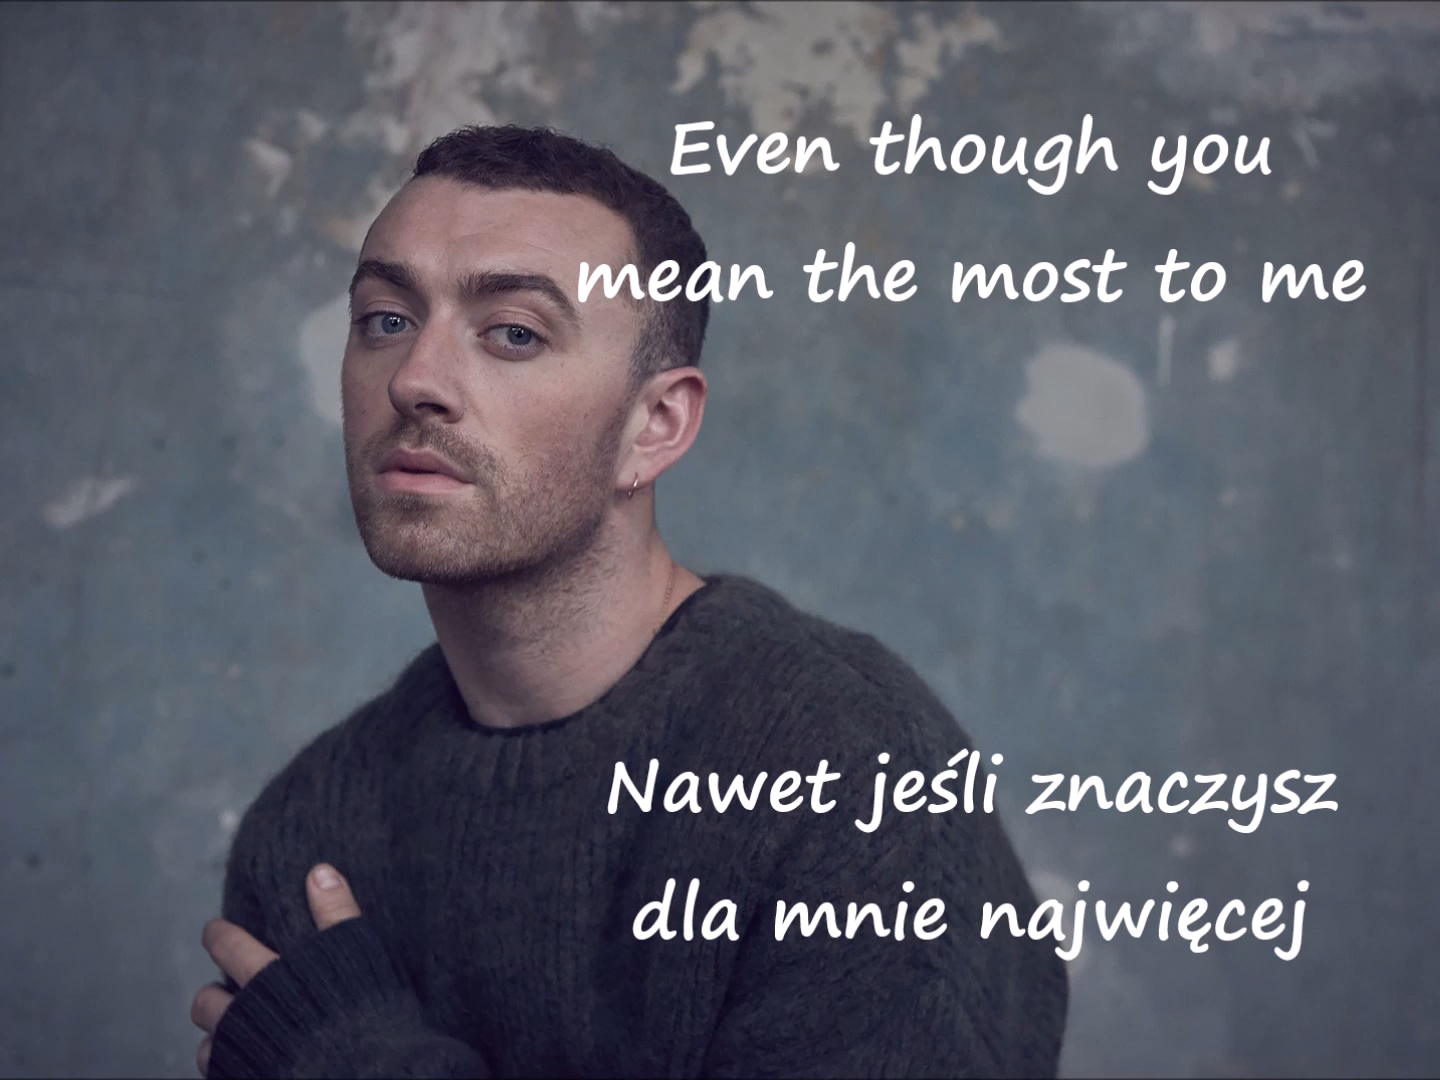 Even though you
mean the most to me
Nawet jeśli znaczysz
dla mnie najwięcej